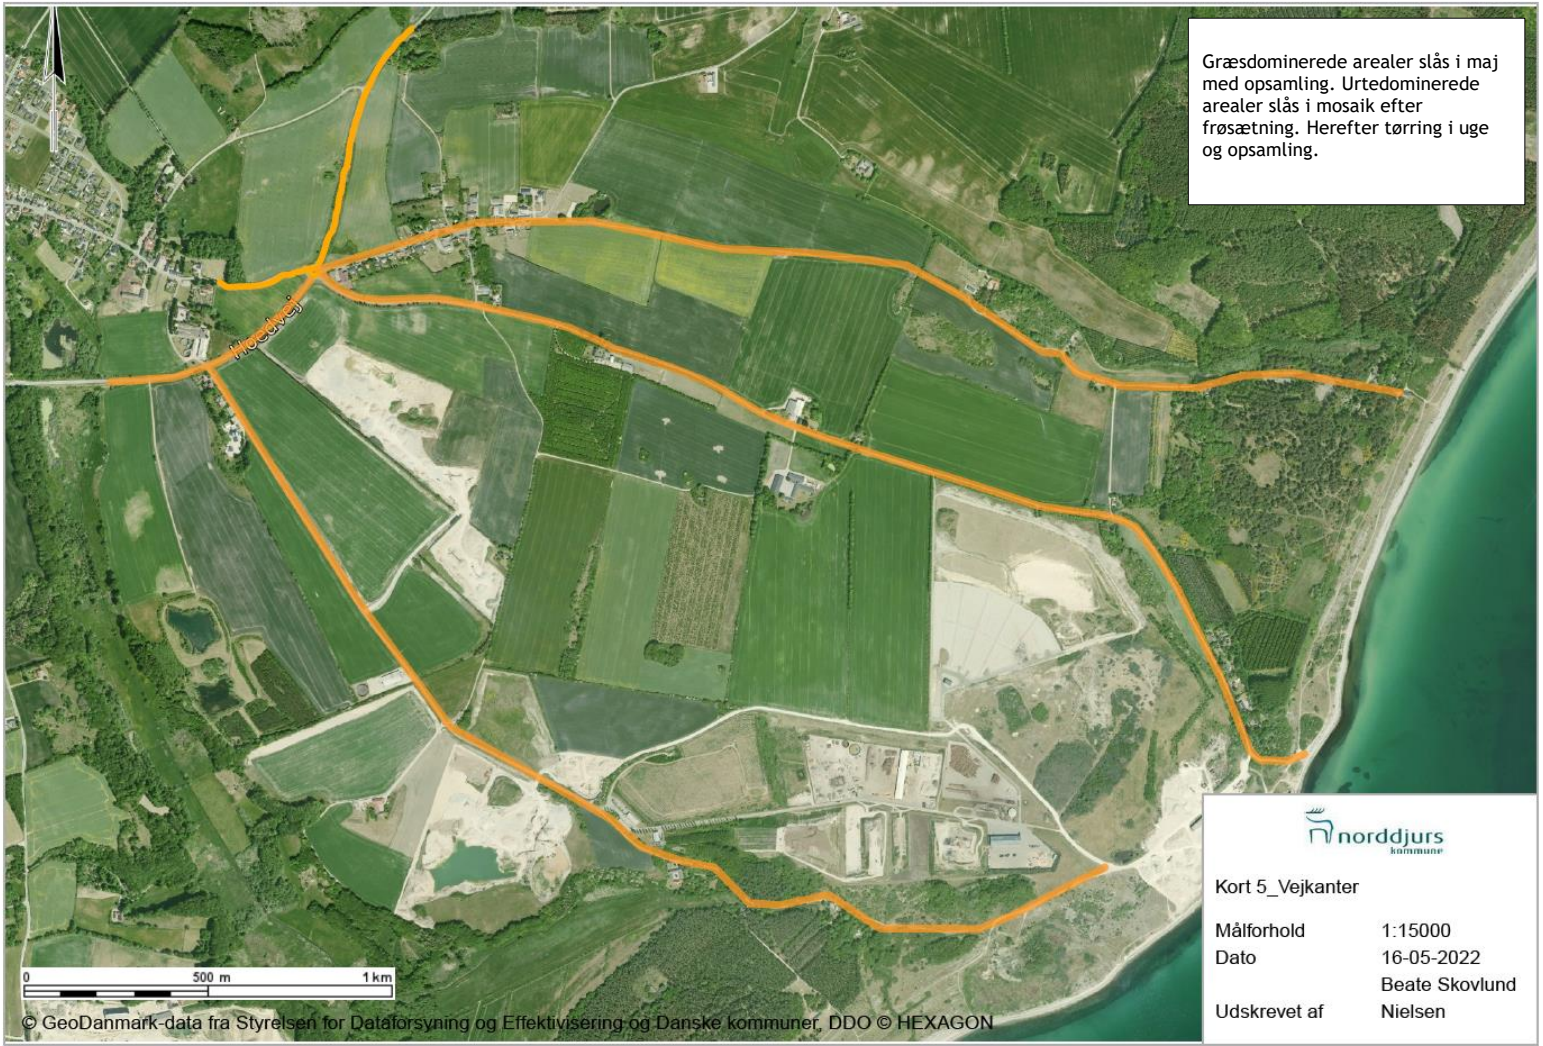 Græsdominerede arealer slås i maj
med opsamling. Urtedominerede
arealer slås i mosaik efter
frøsætning. Herefter tørring i uge
og opsamling.
Hoedvej
norddjurs
kommune
Kort 5_Vejkanter
Målforhold 1:15000
Dato 16-05-2022
Beate Skovlund
Udskrevet af Nielsen
0 500 m 1 km
© GeoDanmark-data fra Styrelsen for Dataforsyning og Effektivisering og Danske kommuner, DDO © HEXAGON